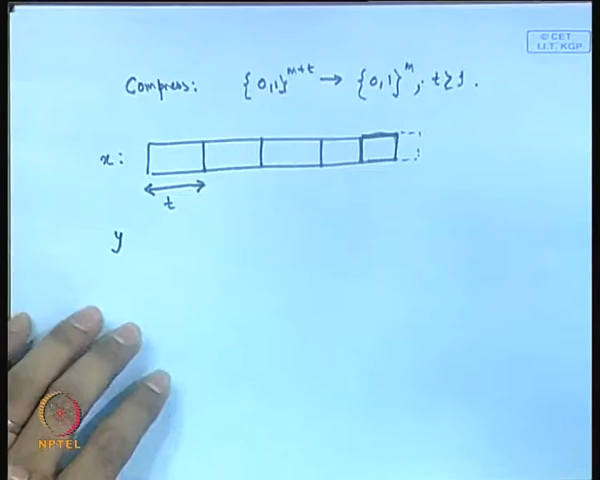 © CET
I.I.T. KGP
Compress: {0,1}^{m+t} → {0,1}^m, t≥1.
x:
t
y
NPTEL